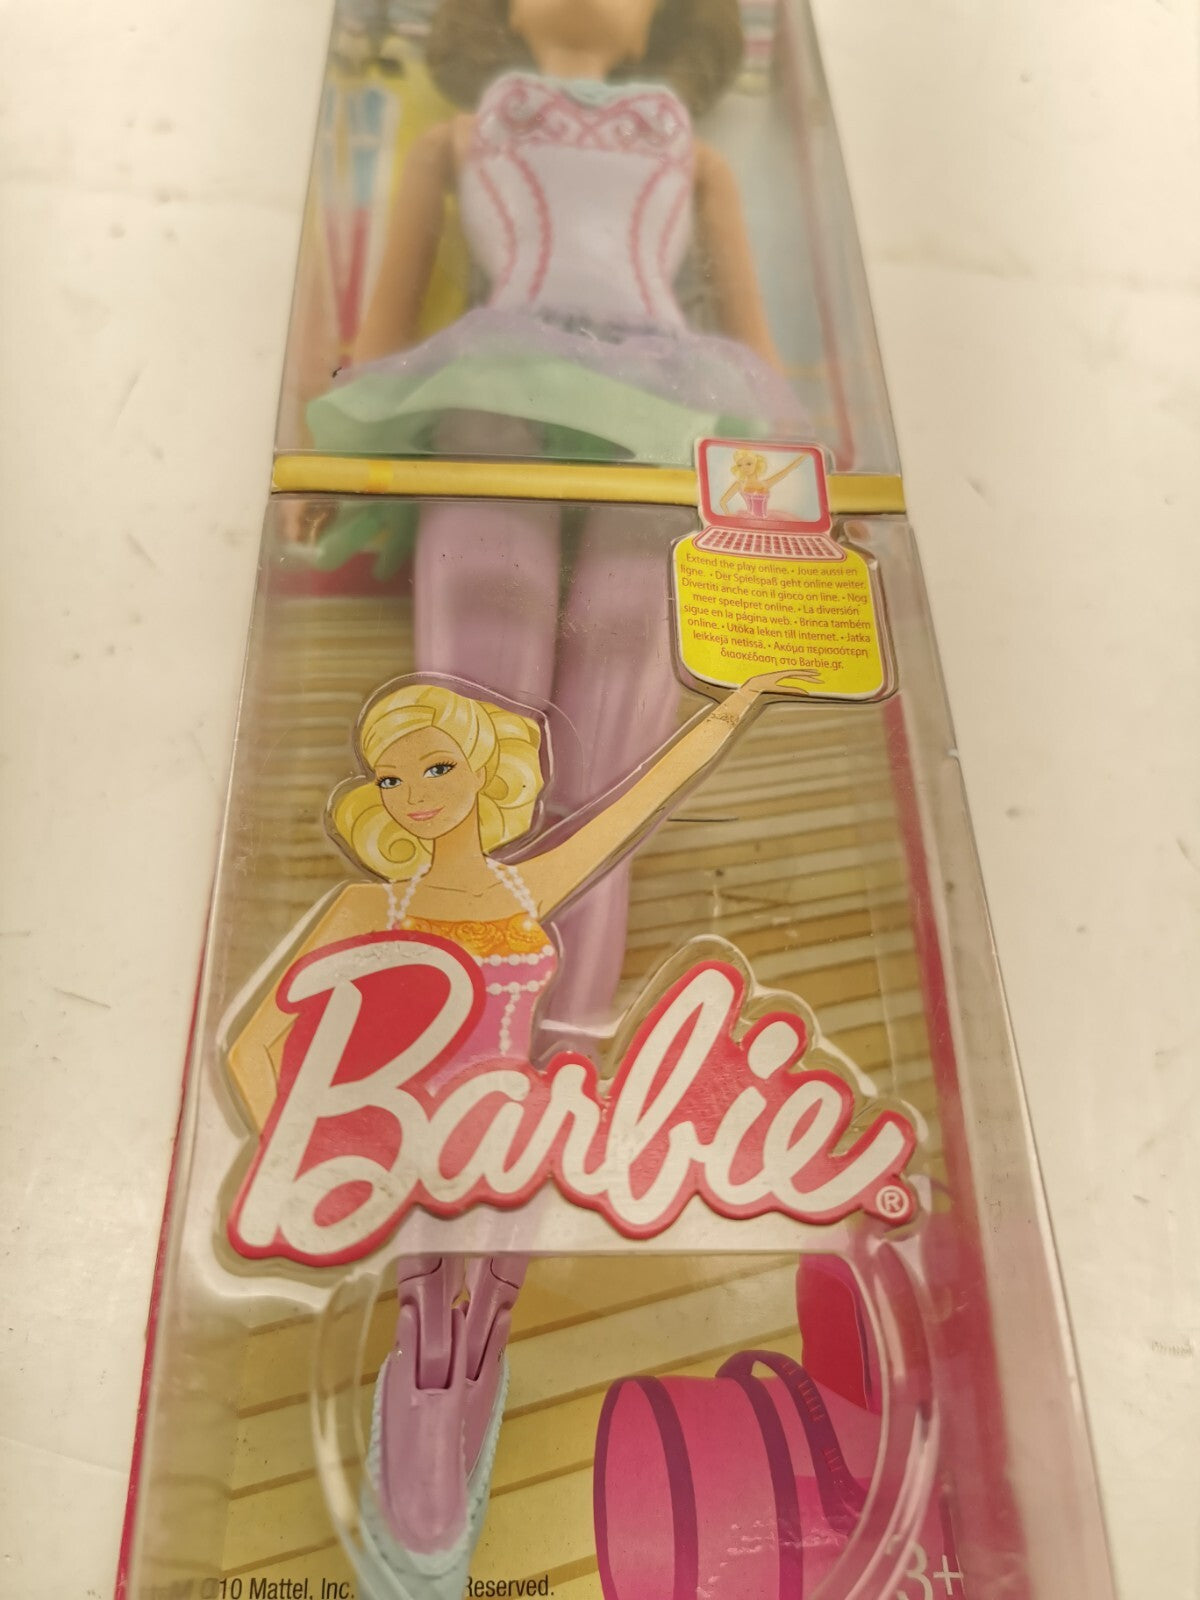 Extend the play online. • Joue aussi en
ligne. • Der Spielspaß geht online weiter.
Divertiti anche con il gioco on line. • Nog
meer speelpret online. • La diversión
sigue en la página web. • Brinca também
online. • Utöka leken till internet. • Jatka
leikkejä netissä. • Ακόμα περισσότερη
διασκέδαση στο Barbie.gr.
Barbie®
10 Mattel, Inc. Reserved.
3+